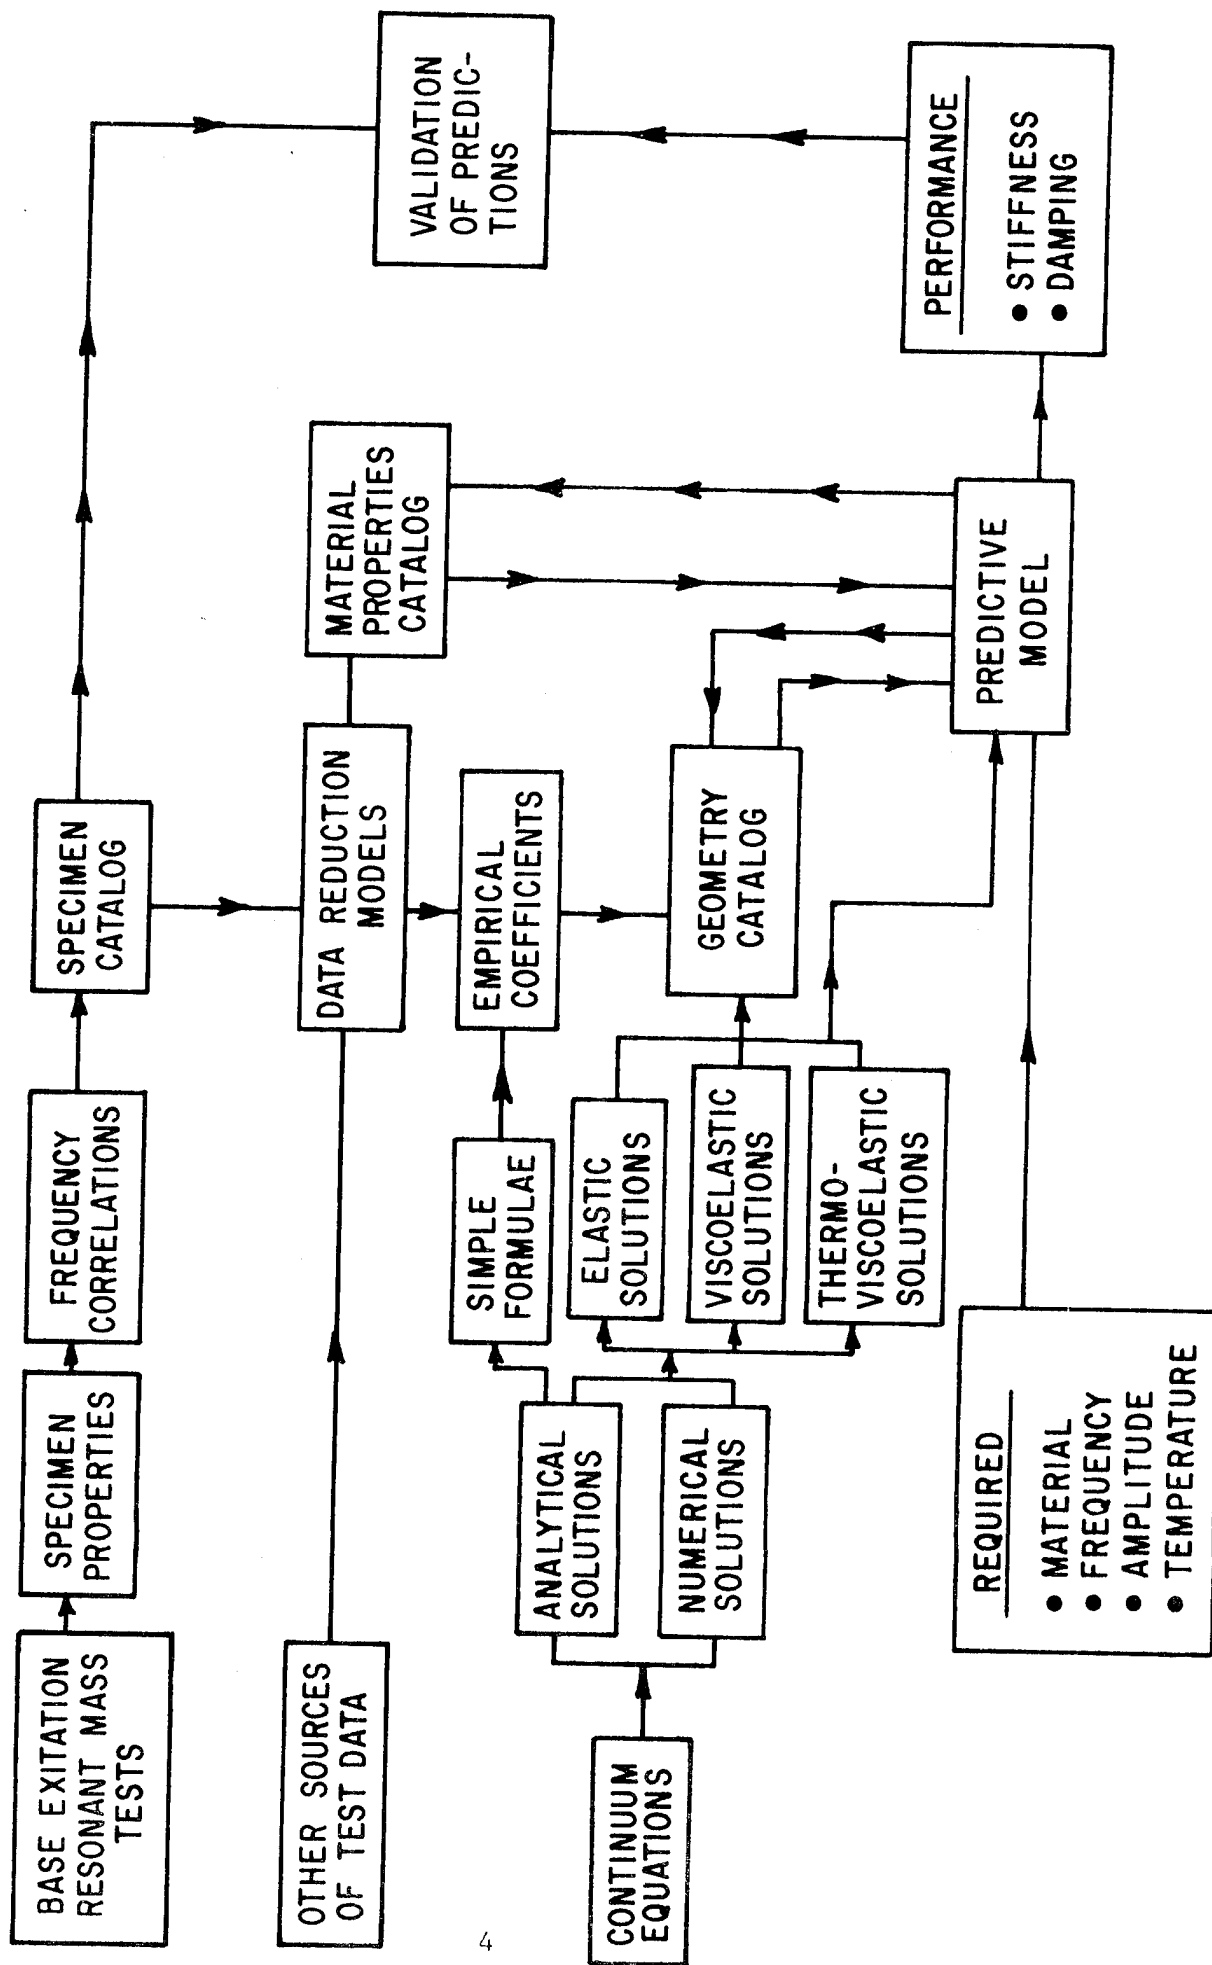 BASE EXITATION
RESONANT MASS
TESTS
SPECIMEN
PROPERTIES
FREQUENCY
CORRELATIONS
SPECIMEN
CATALOG
VALIDATION
OF PREDIC-
TIONS
OTHER SOURCES
OF TEST DATA
DATA REDUCTION
MODELS
MATERIAL
PROPERTIES
CATALOG
SIMPLE
FORMULAE
EMPIRICAL
COEFFICIENTS
CONTINUUM
EQUATIONS
ANALYTICAL
SOLUTIONS
NUMERICAL
SOLUTIONS
ELASTIC
SOLUTIONS
VISCOELASTIC
SOLUTIONS
THERMO-
VISCOELASTIC
SOLUTIONS
GEOMETRY
CATALOG
REQUIRED
● MATERIAL
● FREQUENCY
● AMPLITUDE
● TEMPERATURE
PREDICTIVE
MODEL
PERFORMANCE
● STIFFNESS
● DAMPING
4